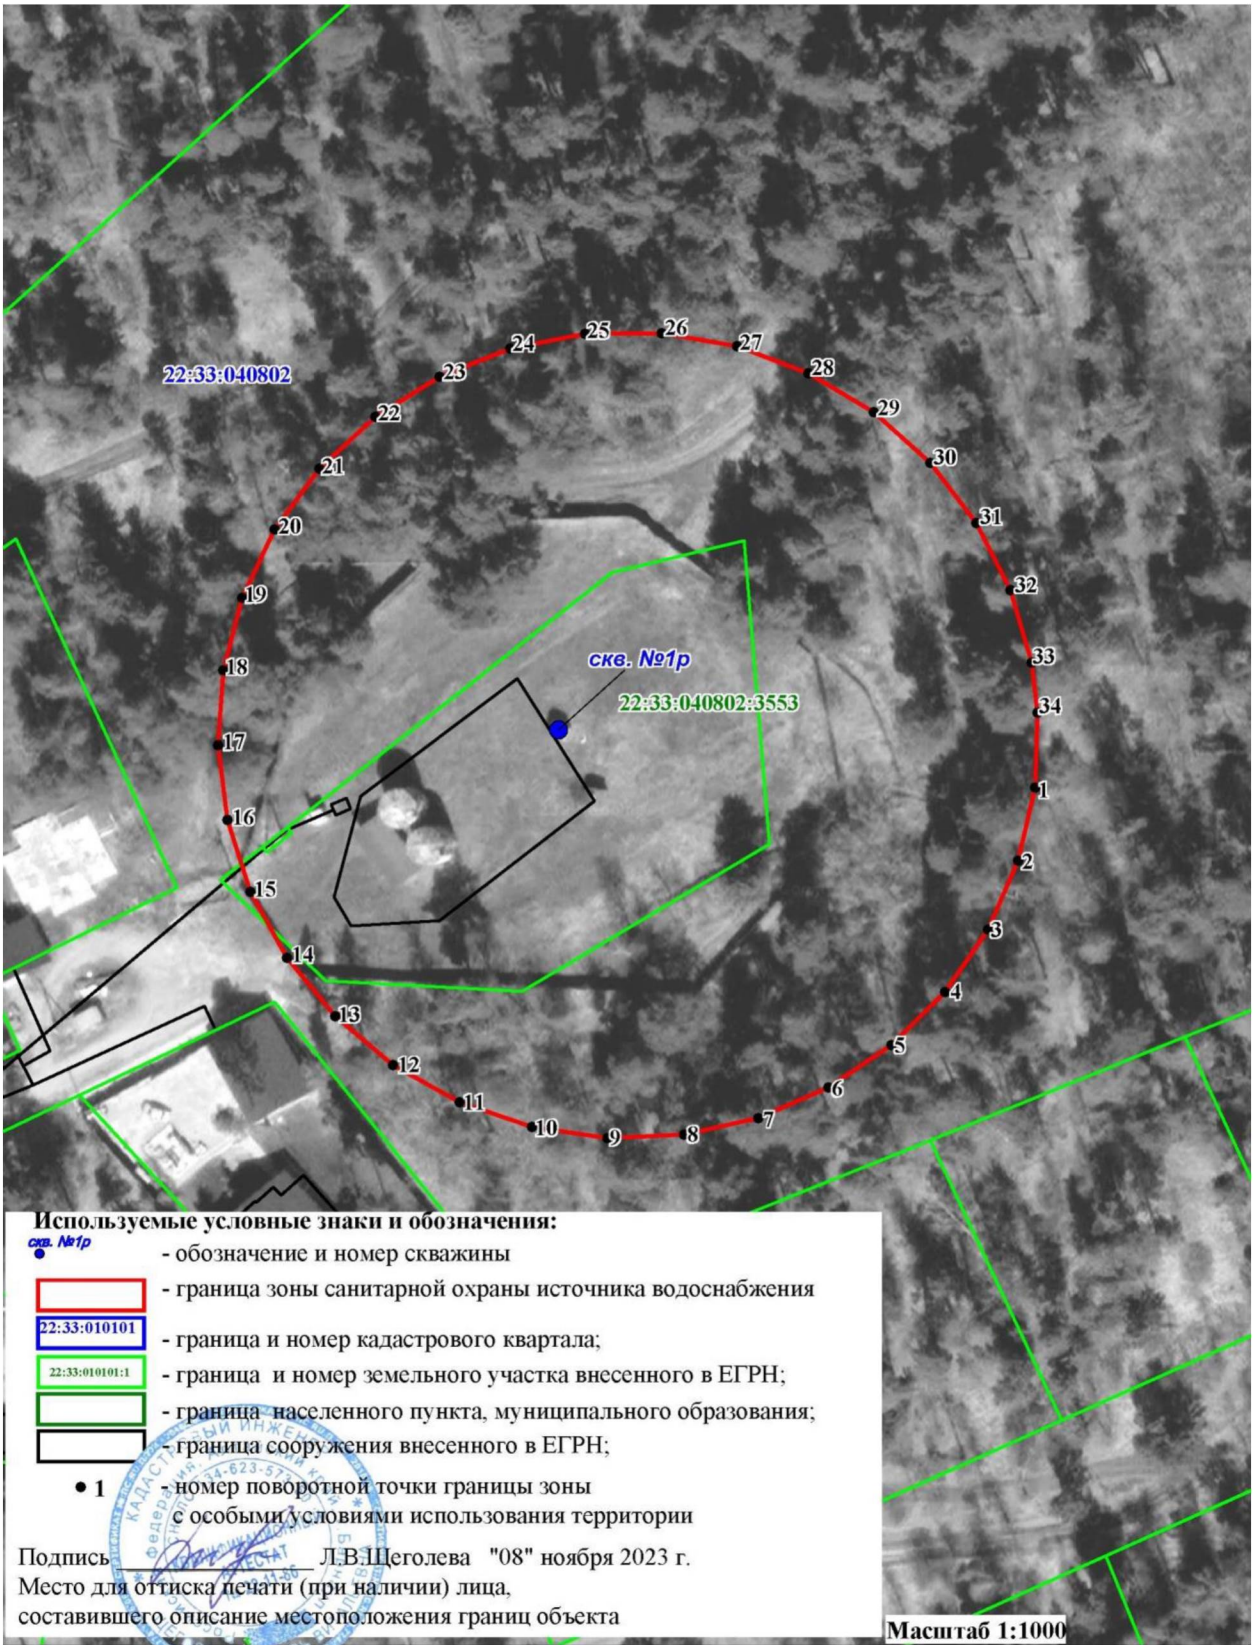 25
26
24
27
28
22:33:040802
23
22
29
30
21
31
20
32
19
33
скв. №1р
18
22:33:040802:3553
34
17
1
16
2
15
3
14
4
13
5
12
6
11
7
10
8
9
Используемые условные знаки и обозначения:
скв. №1р
- обозначение и номер скважины
- граница зоны санитарной охраны источника водоснабжения
22:33:010101
- граница и номер кадастрового квартала;
22:33:010101:1
- граница и номер земельного участка внесенного в ЕГРН;
- граница населенного пункта, муниципального образования;
- граница сооружения внесенного в ЕГРН;
1
- номер поворотной точки границы зоны
с особыми условиями использования территории
Подпись Л.В.Щеголева "08" ноября 2023 г.
Место для оттиска печати (при наличии) лица,
составившего описание местоположения границ объекта
Масштаб 1:1000